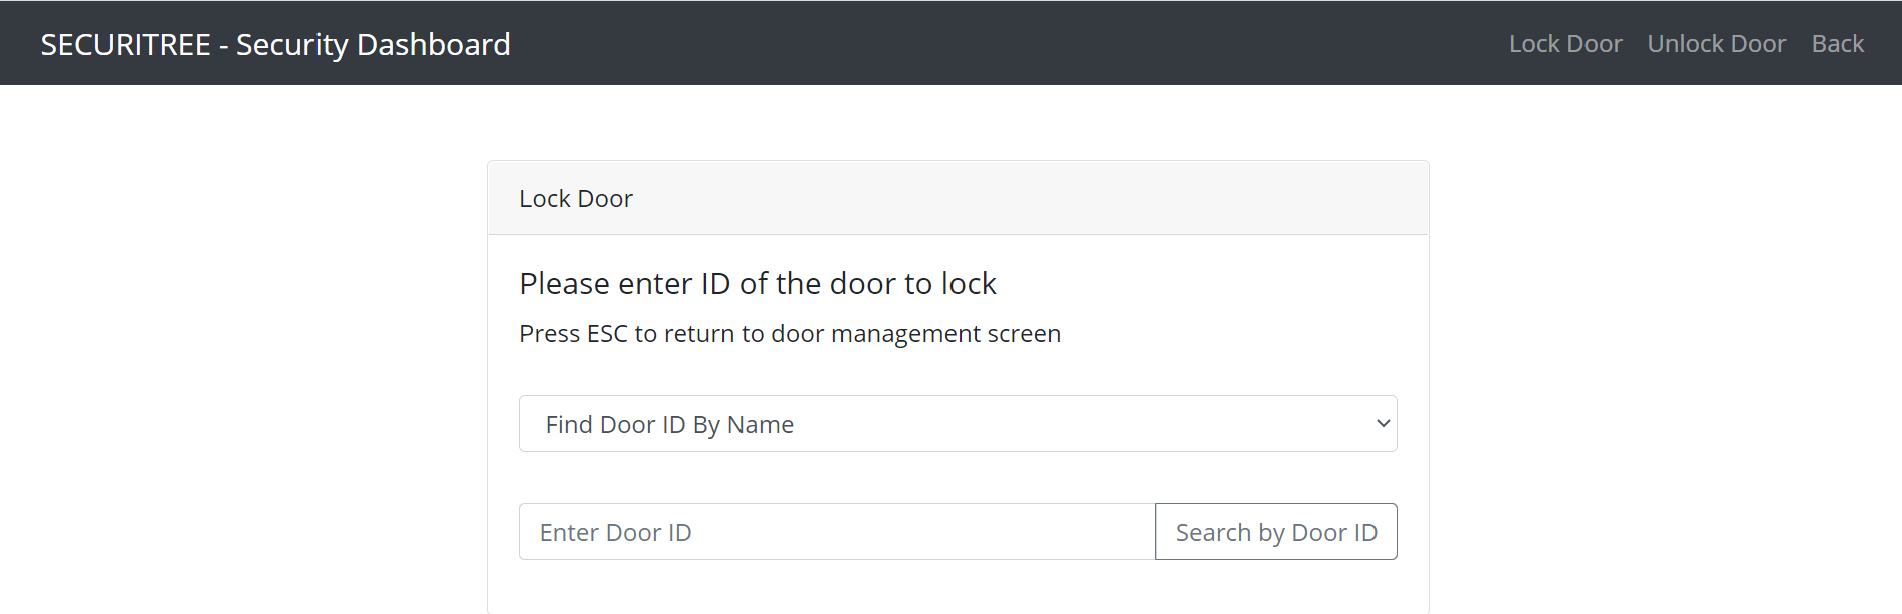 SECURITREE - Security Dashboard
Lock Door Unlock Door Back
Lock Door
Please enter ID of the door to lock
Press ESC to return to door management screen
Find Door ID By Name
Enter Door ID
Search by Door ID